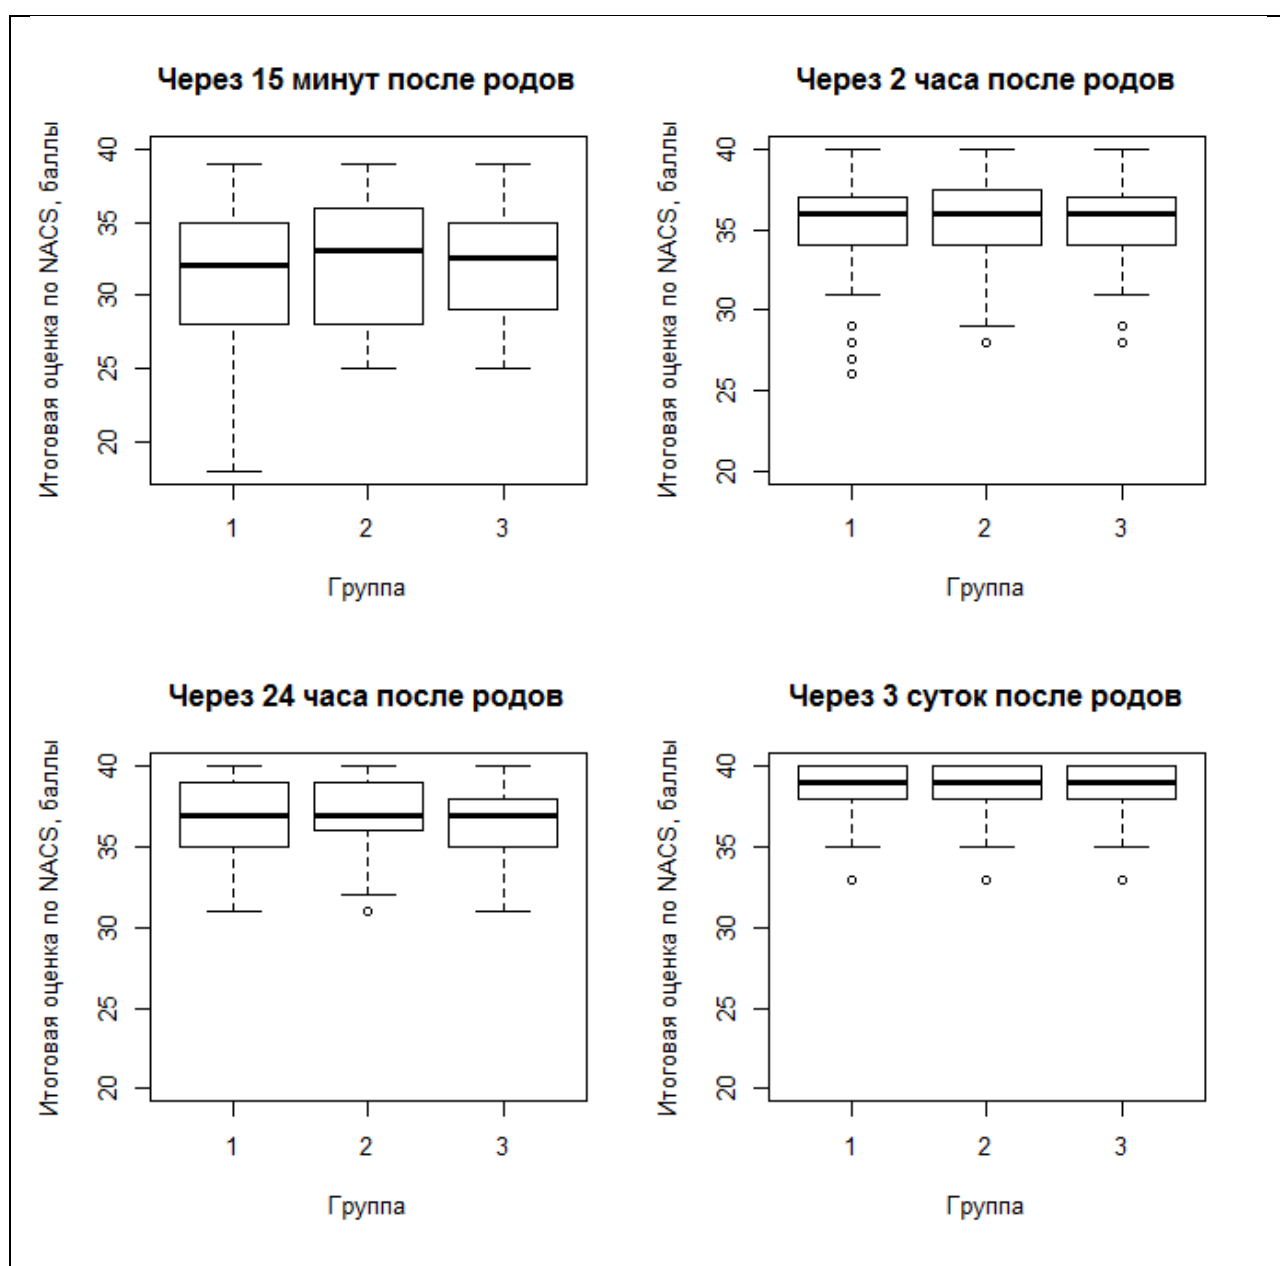 Через 15 минут после родов
Итоговая оценка по NACS, баллы
40
35
30
25
20
1 2 3
Группа
Через 2 часа после родов
Итоговая оценка по NACS, баллы
40
35
30
25
20
1 2 3
Группа
Через 24 часа после родов
Итоговая оценка по NACS, баллы
40
35
30
25
20
1 2 3
Группа
Через 3 суток после родов
Итоговая оценка по NACS, баллы
40
35
30
25
20
1 2 3
Группа